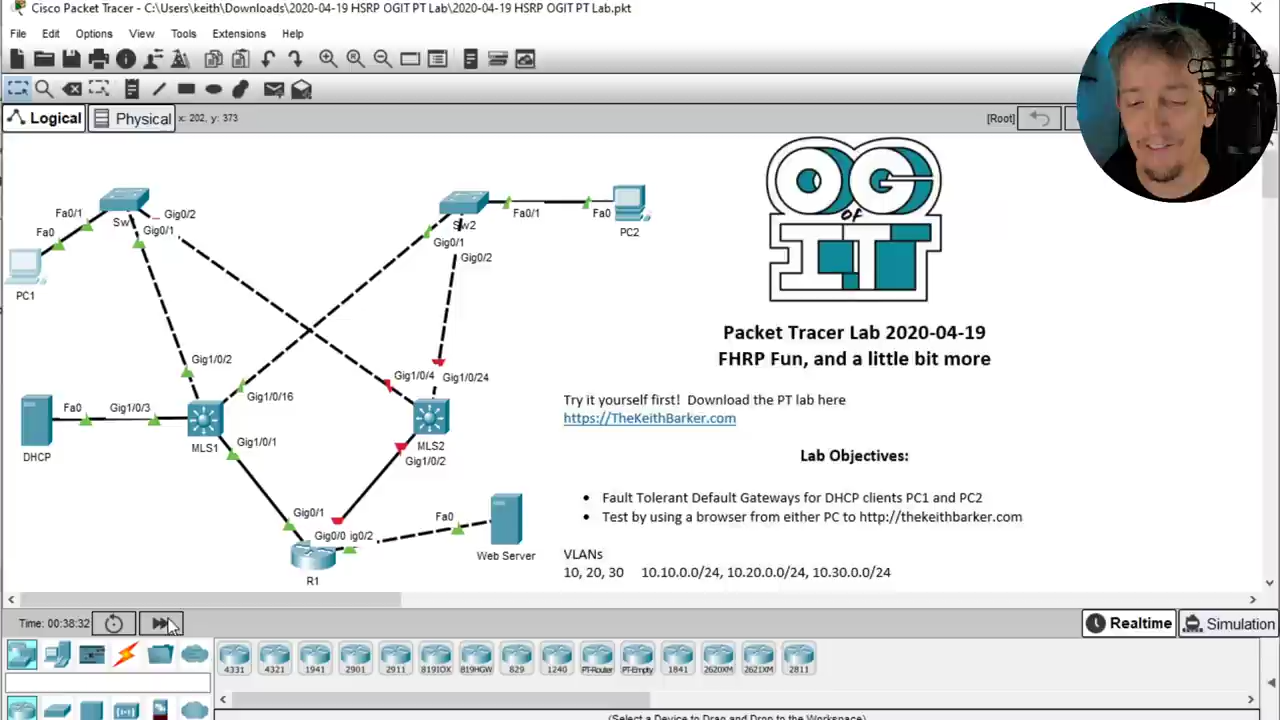 Cisco Packet Tracer - C:\Users\keith\Downloads\2020-04-19 HSRP OGIT PT Lab\2020-04-19 HSRP OGIT PT Lab.pkt
File Edit Options View Tools Extensions Help
Logical Physical x: 202, y: 373 [Root]
OG
of
IT
Fa0/1 Gig0/2
Sw
Gig0/1
Fa0
PC1
Sw2
Fa0/1 Fa0
PC2
Gig0/1
Gig0/2
Packet Tracer Lab 2020-04-19
FHRP Fun, and a little bit more
Gig1/0/2
Gig1/0/16
Gig1/0/4
Gig1/0/24
Try it yourself first! Download the PT lab here
https://TheKeithBarker.com
Fa0 Gig1/0/3
DHCP
MLS1
Gig1/0/1
MLS2
Gig1/0/2
Lab Objectives:
• Fault Tolerant Default Gateways for DHCP clients PC1 and PC2
• Test by using a browser from either PC to http://thekeithbarker.com
Gig0/1
Gig0/0 ig0/2
R1
Fa0
Web Server
VLANs
10, 20, 30 10.10.0.0/24, 10.20.0.0/24, 10.30.0.0/24
Time: 00:38:32
Realtime Simulation
4331 4321 1941 2901 2911 819IOX 819HGW 829 1240 PT-Router PT-Empty 1841 2620XM 2621XM 2811
(Select a Device to Drag and Drop to the Workspace)